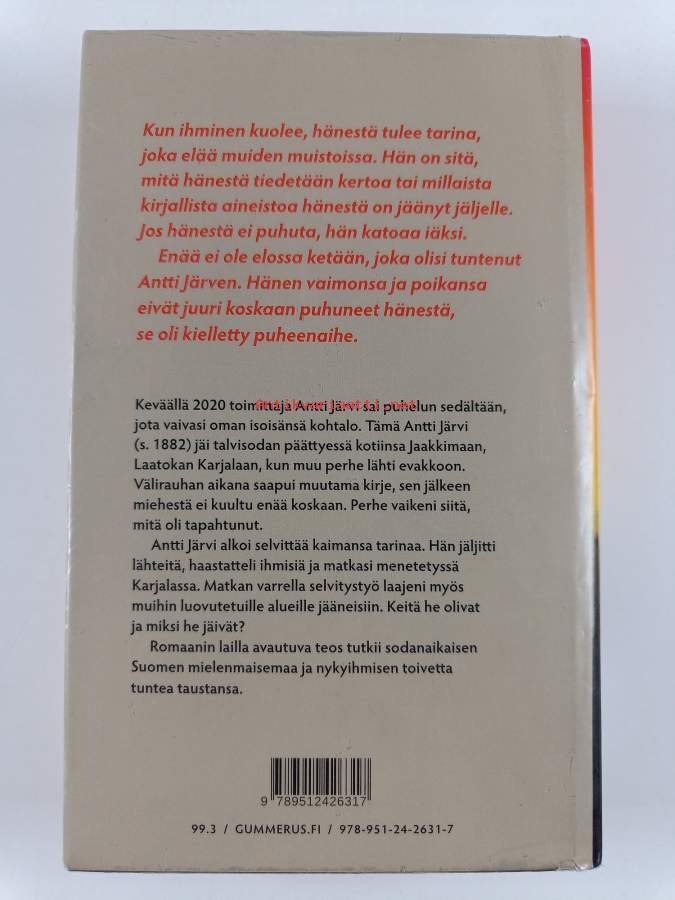 Kun ihminen kuolee, hänestä tulee tarina,
joka elää muiden muistoissa. Hän on sitä,
mitä hänestä tiedetään kertoa tai millaista
kirjallista aineistoa hänestä on jäänyt jäljelle.
Jos hänestä ei puhuta, hän katoaa iäksi.
Enää ei ole elossa ketään, joka olisi tuntenut
Antti Järven. Hänen vaimonsa ja poikansa
eivät juuri koskaan puhuneet hänestä,
se oli kielletty puheenaihe.
Keväällä 2020 toimittaja Antti Järvi sai puhelun sedältään,
jota vaivasi oman isoisänsä kohtalo. Tämä Antti Järvi
(s. 1882) jäi talvisodan päättyessä kotiinsa Jaakkimaan,
Laatokan Karjalaan, kun muu perhe lähti evakkoon.
Välirauhan aikana saapui muutama kirje, sen jälkeen
miehestä ei kuultu enää koskaan. Perhe vaikeni siitä,
mitä oli tapahtunut.
Antti Järvi alkoi selvittää kaimansa tarinaa. Hän jäljitti
lähteitä, haastatteli ihmisiä ja matkasi menetetyssä
Karjalassa. Matkan varrella selvitystyö laajeni myös
muihin luovutetuille alueille jääneisiin. Keitä he olivat
ja miksi he jäivät?
Romaanin lailla avautuva teos tutkii sodanaikaisen
Suomen mielenmaisemaa ja nykyihmisen toivetta
tuntea taustansa.
9 789512 426317
99.3 / GUMMERUS.FI / 978-951-24-2631-7